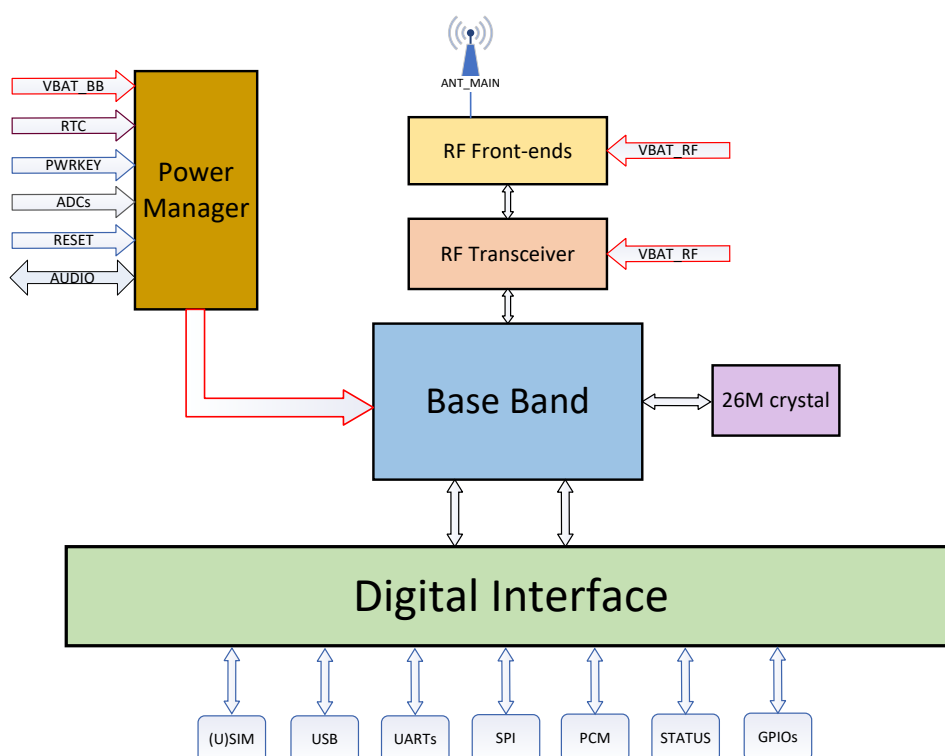 ANT_MAIN
VBAT_BB
RTC
PWRKEY
ADCs
RESET
AUDIO
Power
Manager
RF Front-ends
VBAT_RF
RF Transceiver
VBAT_RF
Base Band
26M crystal
Digital Interface
(U)SIM
USB
UARTs
SPI
PCM
STATUS
GPIOs